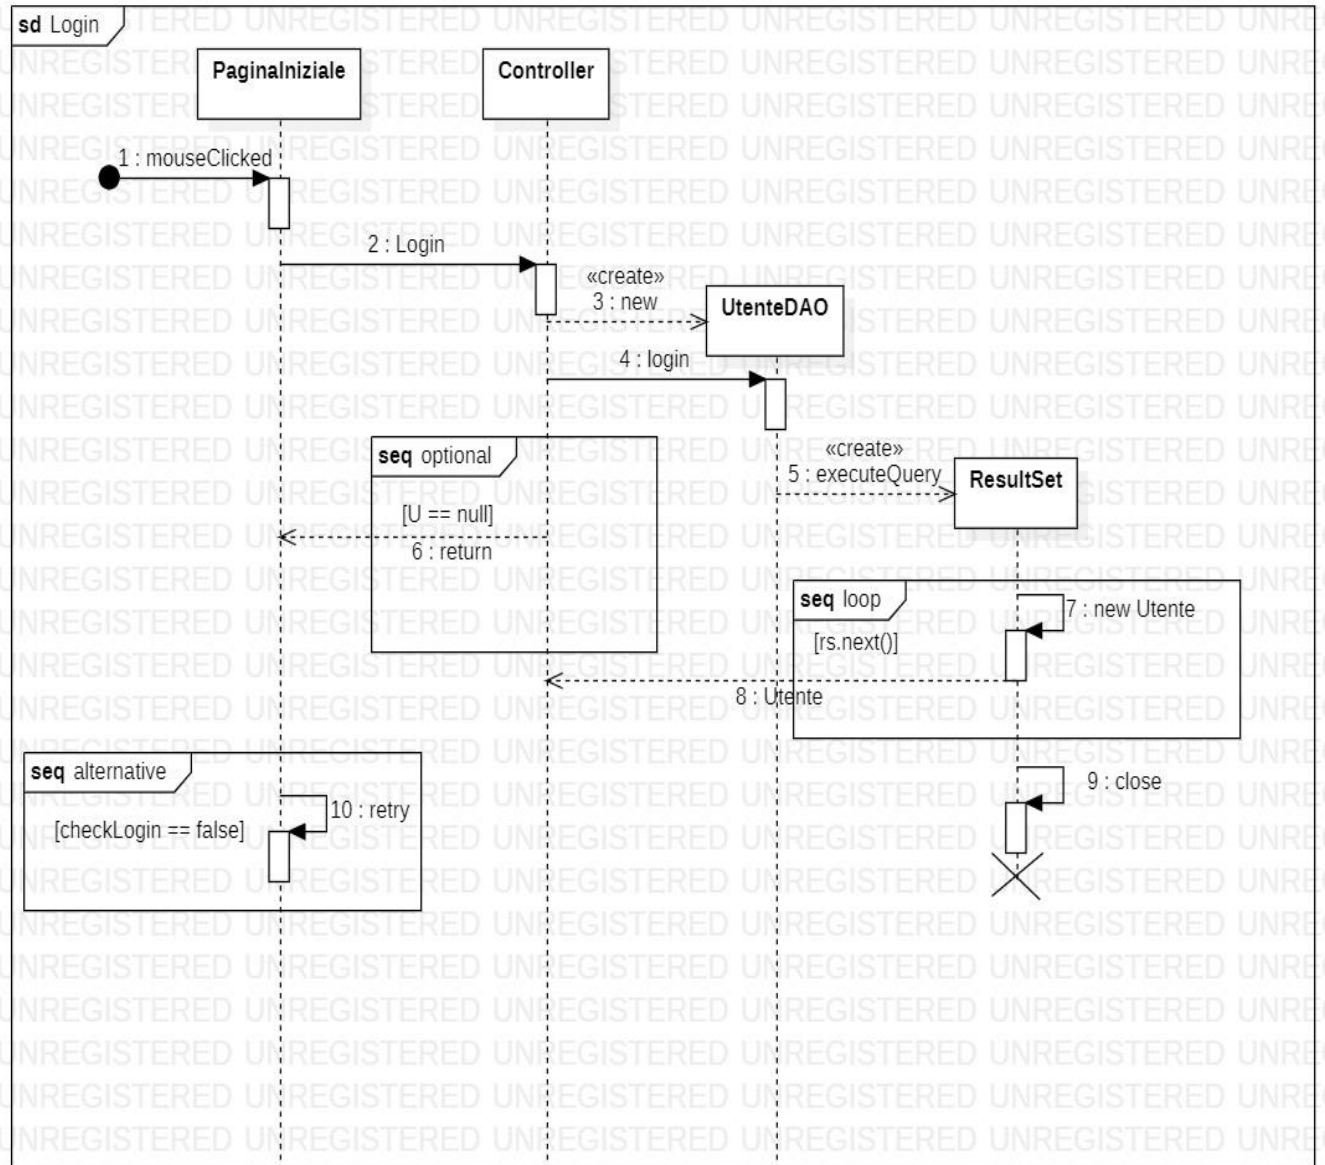 sd Login
PaginaIniziale
Controller
1 : mouseClicked
2 : Login
«create»
3 : new
UtenteDAO
4 : login
seq optional
«create»
5 : executeQuery
ResultSet
[U == null]
6 : return
seq loop
7 : new Utente
[rs.next()]
8 : Utente
seq alternative
9 : close
10 : retry
[checkLogin == false]
UNREGISTERED